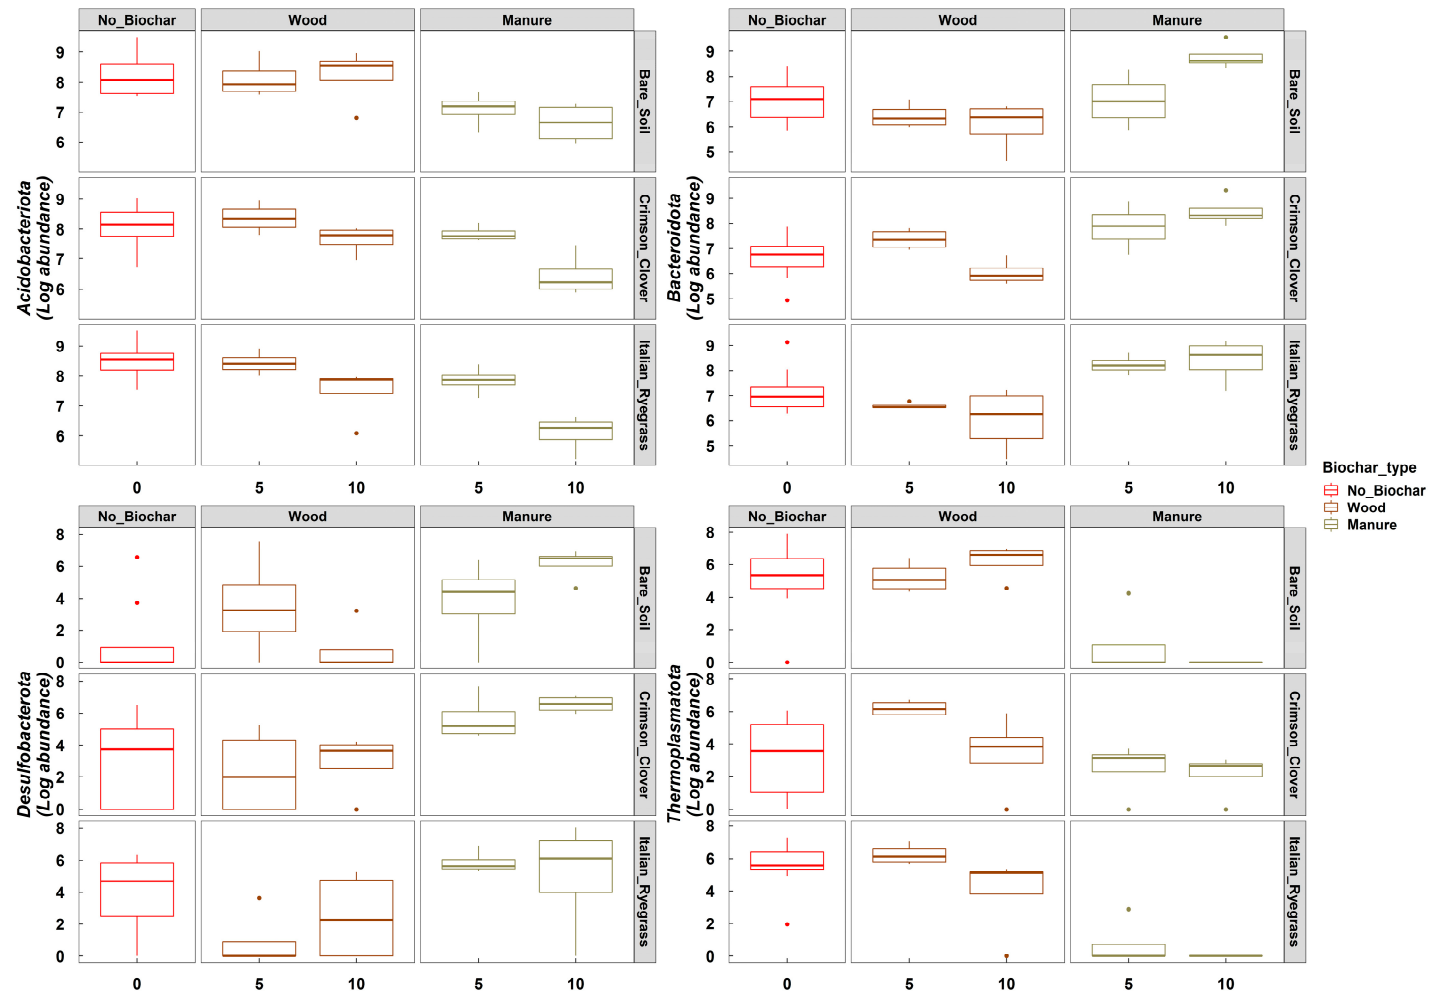 No_Biochar Wood Manure
9
8
7
6
Bare_Soil
9
8
7
6
Crimson_Clover
9
8
7
6
Italian_Ryegrass
Acidobacteriota
(Log abundance)
0 5 10 5 10
No_Biochar Wood Manure
9
8
7
6
5
Bare_Soil
9
8
7
6
5
Crimson_Clover
9
8
7
6
5
Italian_Ryegrass
Bacteroidota
(Log abundance)
0 5 10 5 10
Biochar_type
No_Biochar
Wood
Manure
No_Biochar Wood Manure
8
6
4
2
0
Bare_Soil
8
6
4
2
0
Crimson_Clover
8
6
4
2
0
Italian_Ryegrass
Desulfobacterota
(Log abundance)
0 5 10 5 10
No_Biochar Wood Manure
8
6
4
2
0
Bare_Soil
8
6
4
2
0
Crimson_Clover
8
6
4
2
0
Italian_Ryegrass
Thermoplasmatota
(Log abundance)
0 5 10 5 10